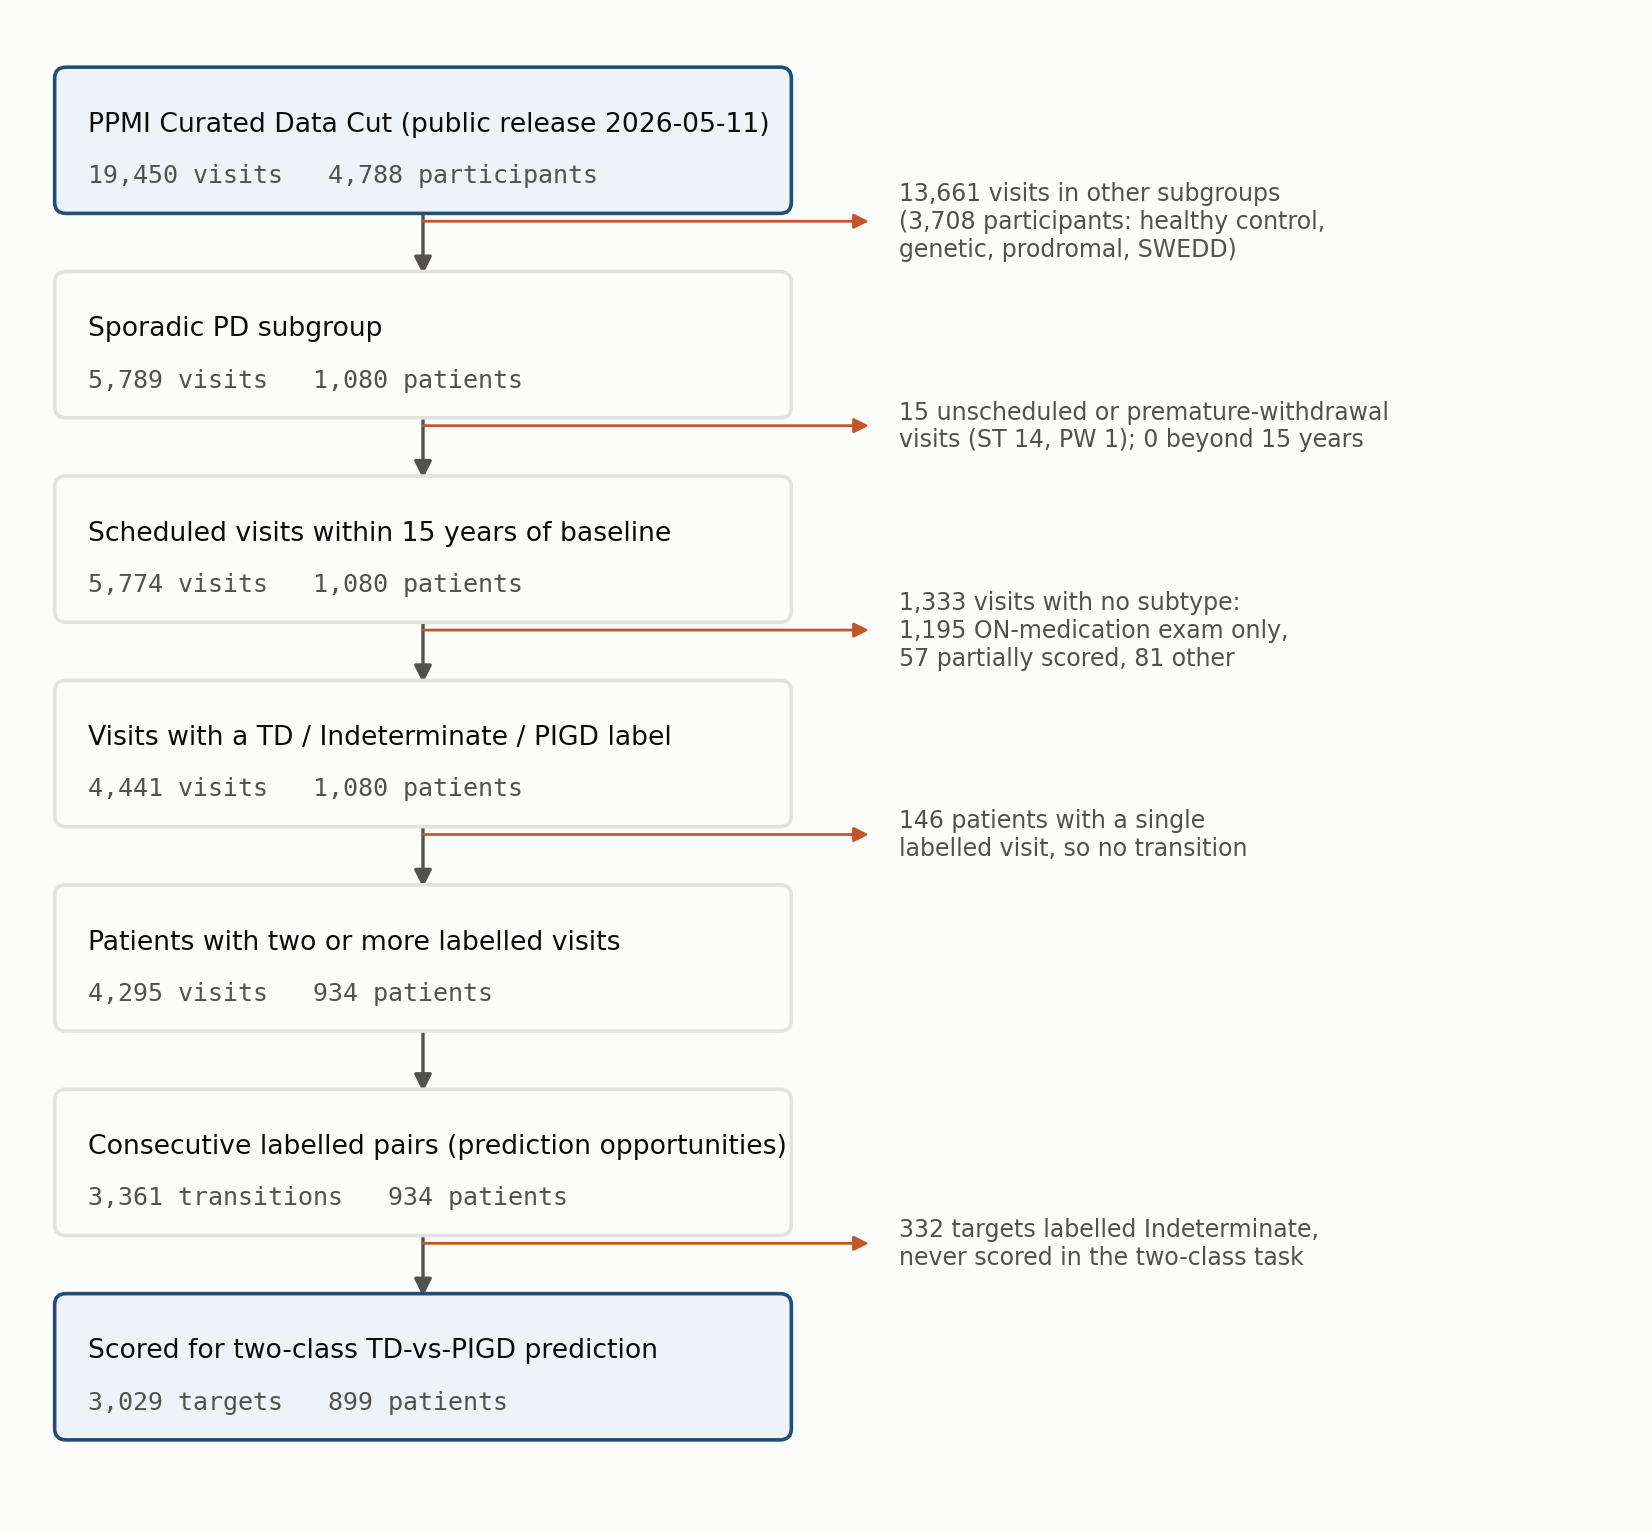 PPMI Curated Data Cut (public release 2026-05-11)
19,450 visits   4,788 participants
13,661 visits in other subgroups
(3,708 participants: healthy control,
genetic, prodromal, SWEDD)
Sporadic PD subgroup
5,789 visits   1,080 patients
15 unscheduled or premature-withdrawal
visits (ST 14, PW 1); 0 beyond 15 years
Scheduled visits within 15 years of baseline
5,774 visits   1,080 patients
1,333 visits with no subtype:
1,195 ON-medication exam only,
57 partially scored, 81 other
Visits with a TD / Indeterminate / PIGD label
4,441 visits   1,080 patients
146 patients with a single
labelled visit, so no transition
Patients with two or more labelled visits
4,295 visits   934 patients
Consecutive labelled pairs (prediction opportunities)
3,361 transitions   934 patients
332 targets labelled Indeterminate,
never scored in the two-class task
Scored for two-class TD-vs-PIGD prediction
3,029 targets   899 patients